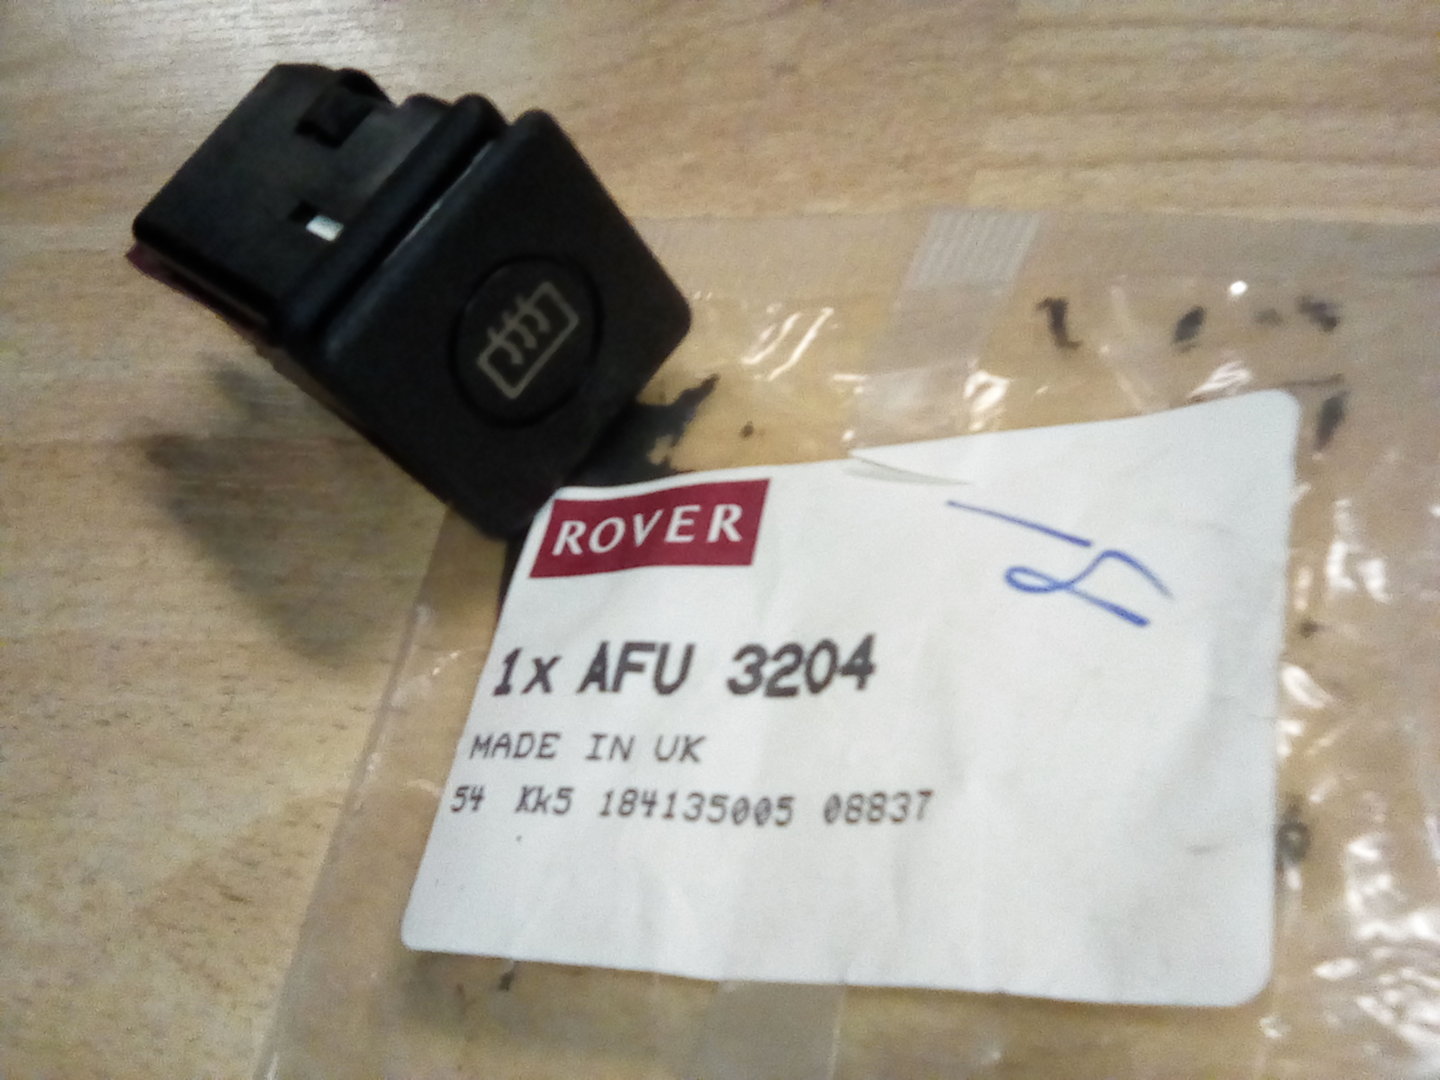 ROVER
1x AFU 3204
MADE IN UK
54 XK5 184135005 08837